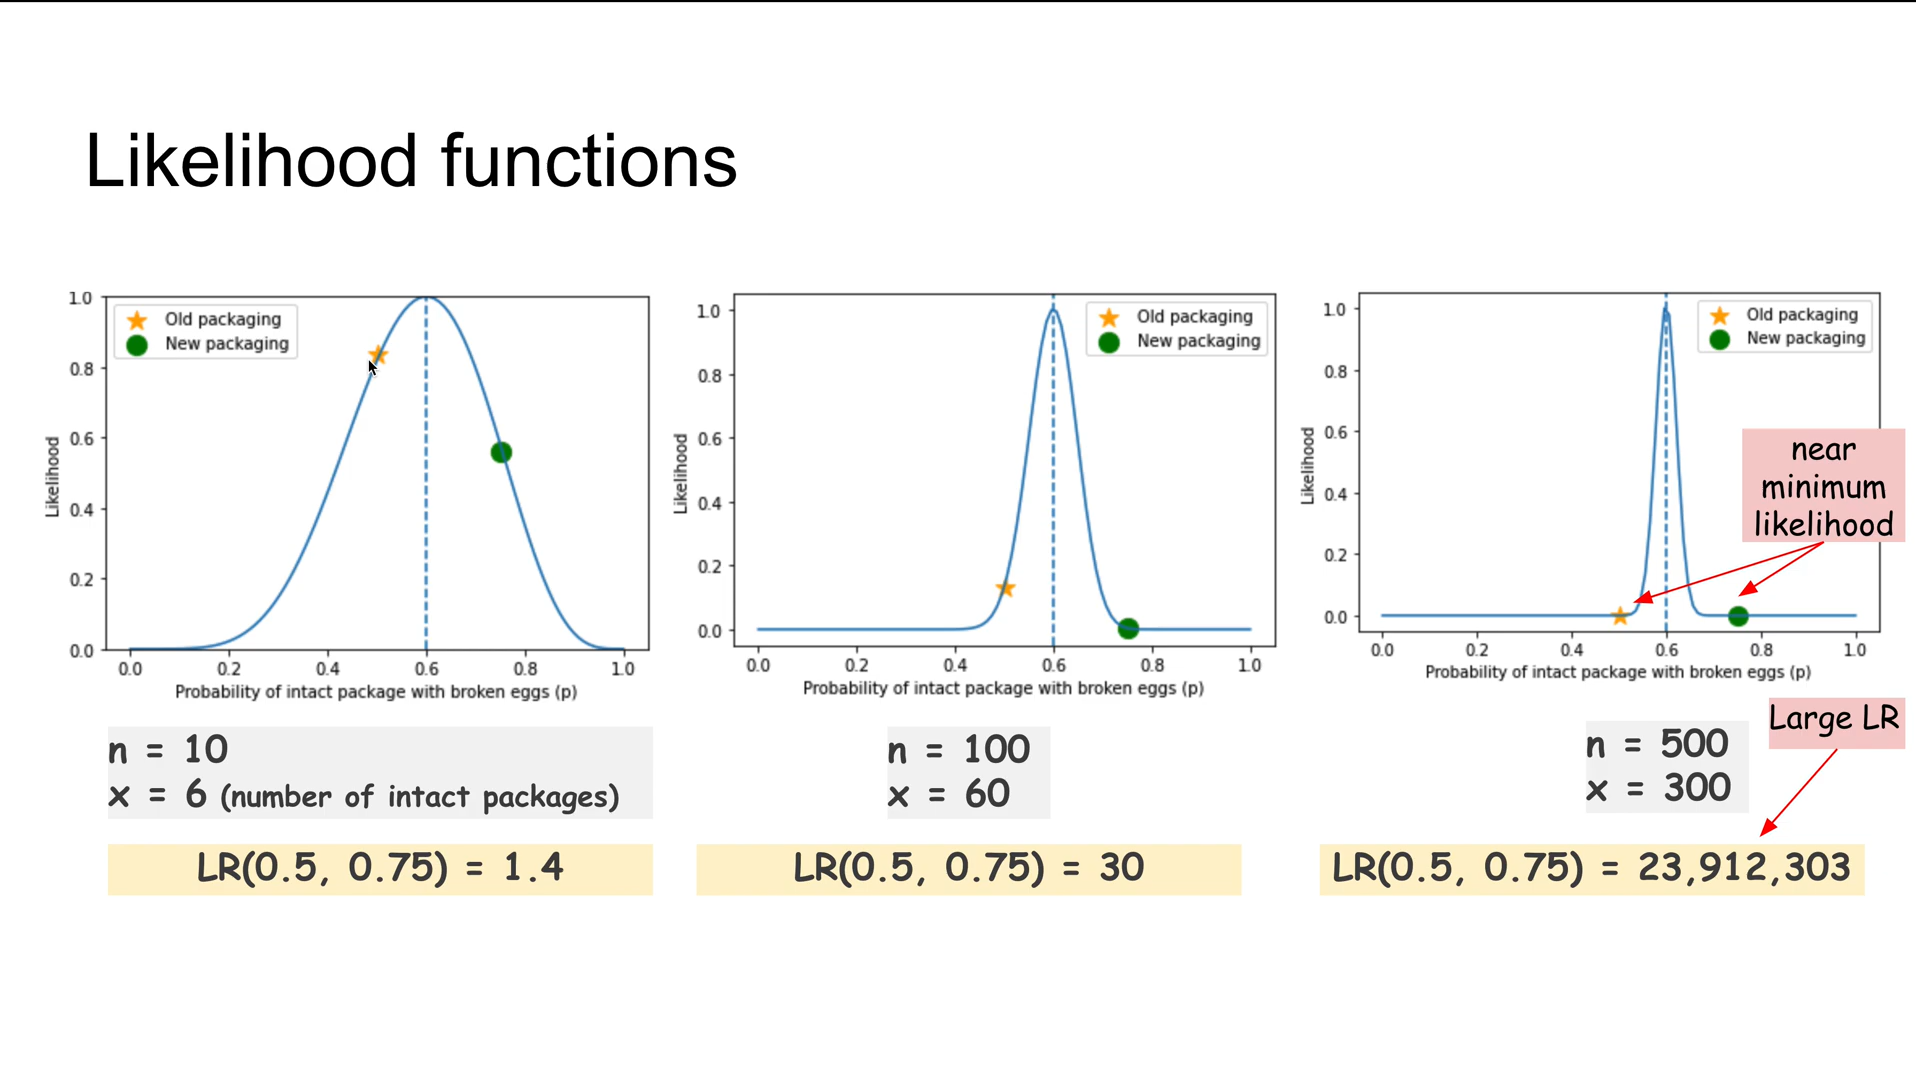 Likelihood functions
1.0
0.8
0.6
0.4
0.2
0.0
Likelihood
Old packaging
New packaging
0.0 0.2 0.4 0.6 0.8 1.0
Probability of intact package with broken eggs (p)
1.0
0.8
0.6
0.4
0.2
0.0
Likelihood
Old packaging
New packaging
0.0 0.2 0.4 0.6 0.8 1.0
Probability of intact package with broken eggs (p)
1.0
0.8
0.6
0.4
0.2
0.0
Likelihood
Old packaging
New packaging
near
minimum
likelihood
0.0 0.2 0.4 0.6 0.8 1.0
Probability of intact package with broken eggs (p)
n = 10
x = 6 (number of intact packages)
LR(0.5, 0.75) = 1.4
n = 100
x = 60
LR(0.5, 0.75) = 30
n = 500
x = 300
Large LR
LR(0.5, 0.75) = 23,912,303